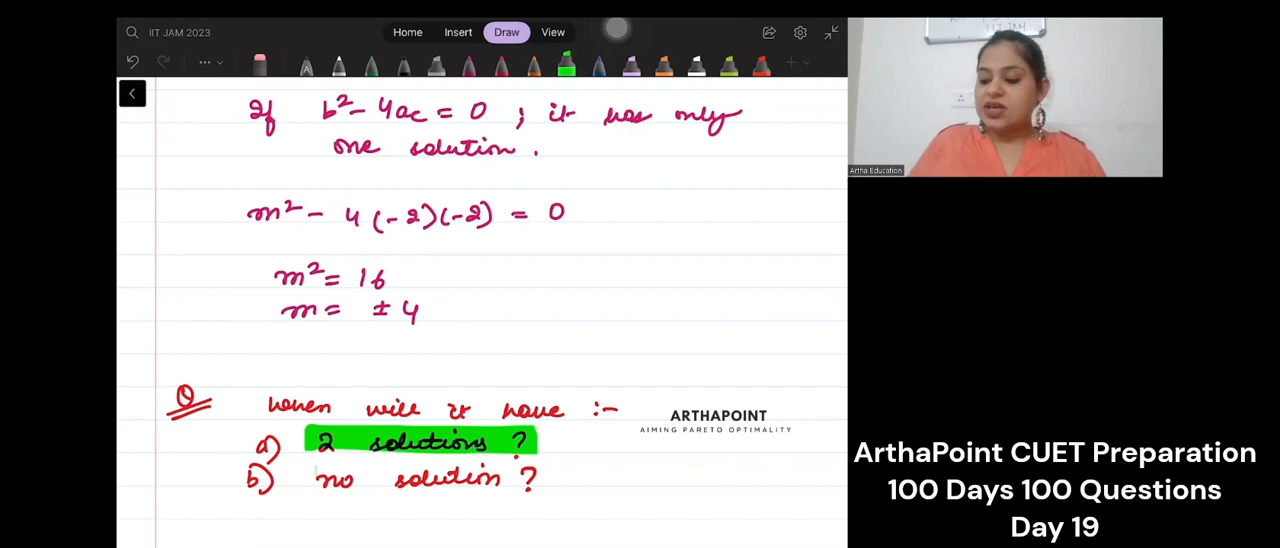 IIT JAM 2023
Home Insert Draw View
If b² - 4ac = 0 ; it has only
one solution.
m² - 4 (-2)(-2) = 0
m² = 16
m = ± 4
Q when will it have :-
a) 2 solutions ?
b) no solution ?
ARTHAPOINT
AIMING PARETO OPTIMALITY
Artha Education
ArthaPoint CUET Preparation
100 Days 100 Questions
Day 19